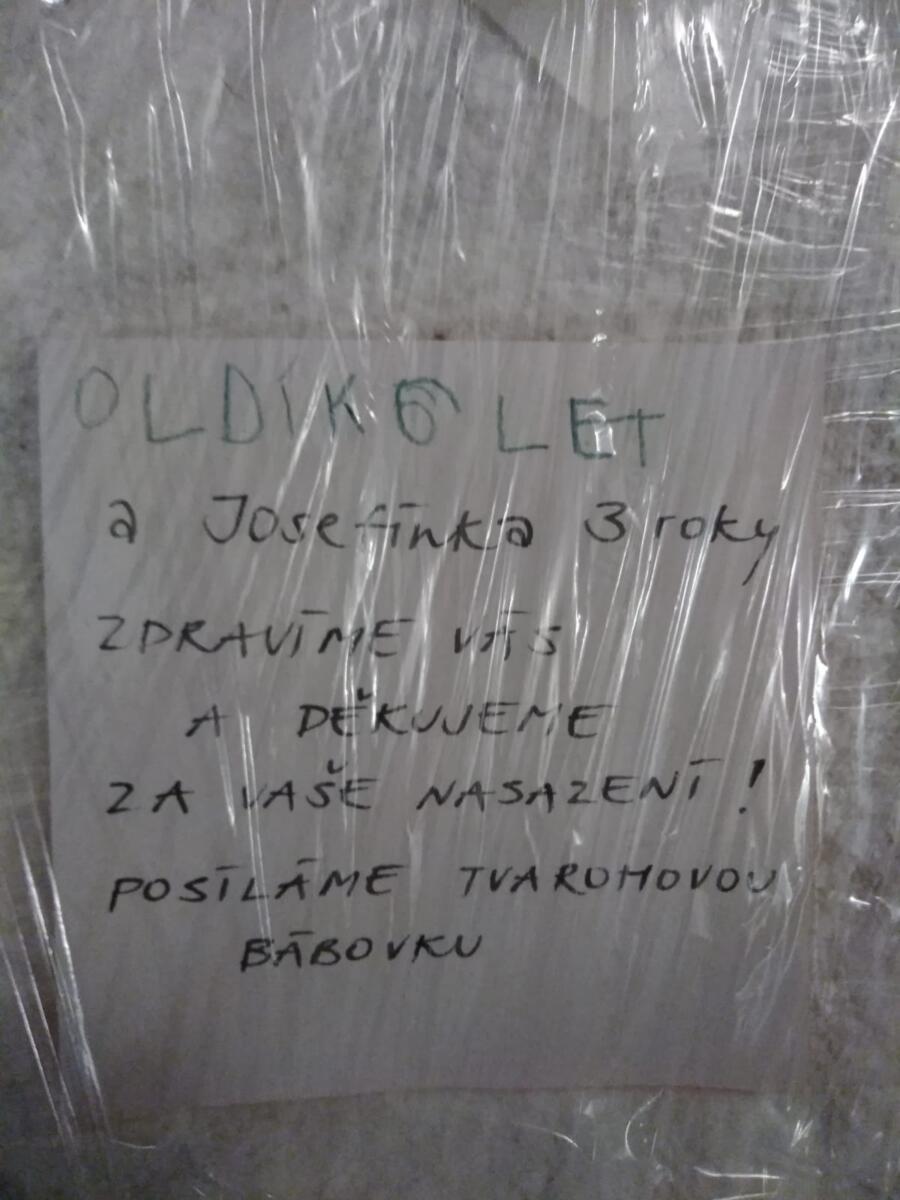 OLDÍK 6 LET
a Josefínka 3 roky
ZDRAVÍME VÁS
A DĚKUJEME
ZA VAŠE NASAZENÍ!
POSÍLÁME TVAROHOVOU
BÁBOVKU